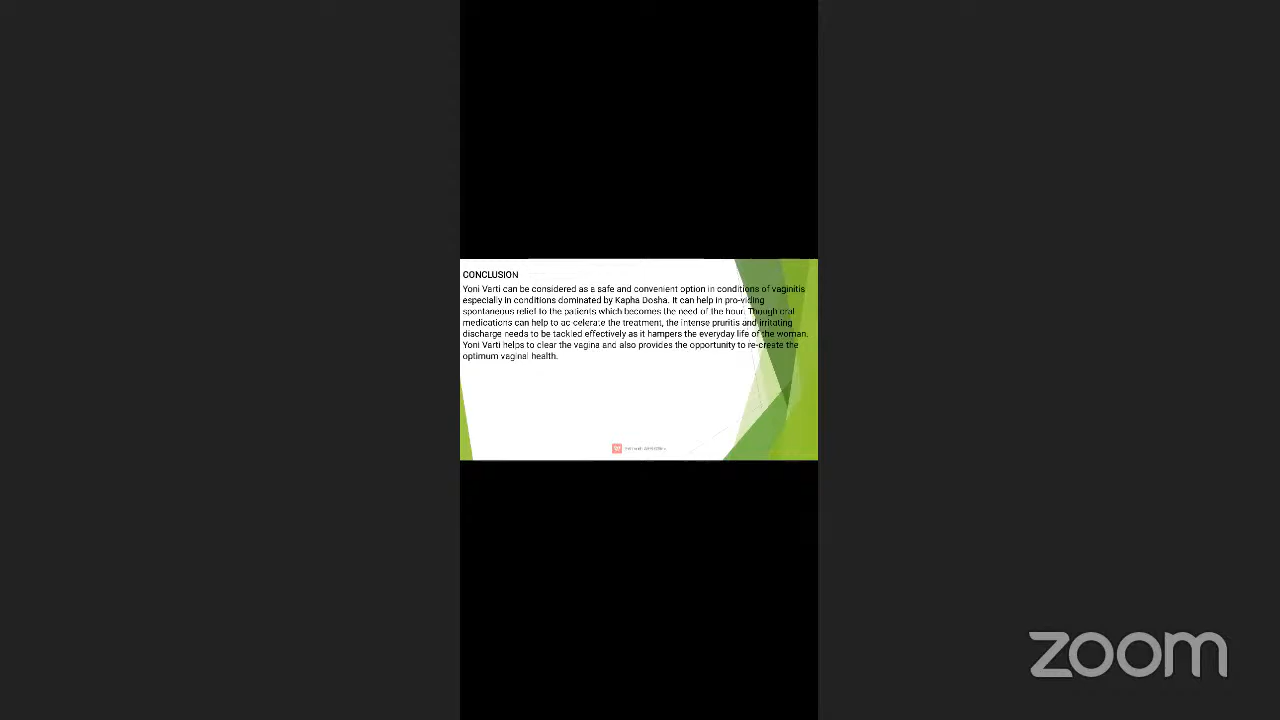 CONCLUSION
Yoni Varti can be considered as a safe and convenient option in conditions of vaginitis
especially in conditions dominated by Kapha Dosha. It can help in pro-viding
spontaneous relief to the patients which becomes the need of the hour. Though oral
medications can help to ac celerate the treatment, the intense pruritis and irritating
discharge needs to be tackled effectively as it hampers the everyday life of the woman.
Yoni Varti helps to clear the vagina and also provides the opportunity to re-create the
optimum vaginal health.
zoom